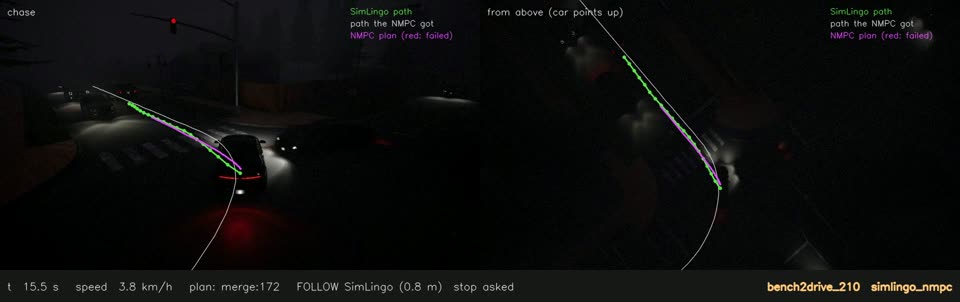 chase
SimLingo path
path the NMPC got
NMPC plan (red: failed)
from above (car points up)
SimLingo path
path the NMPC got
NMPC plan (red: failed)
t 15.5 s speed 3.8 km/h plan: merge:172 FOLLOW SimLingo (0.8 m) stop asked
bench2drive_210 simlingo_nmpc